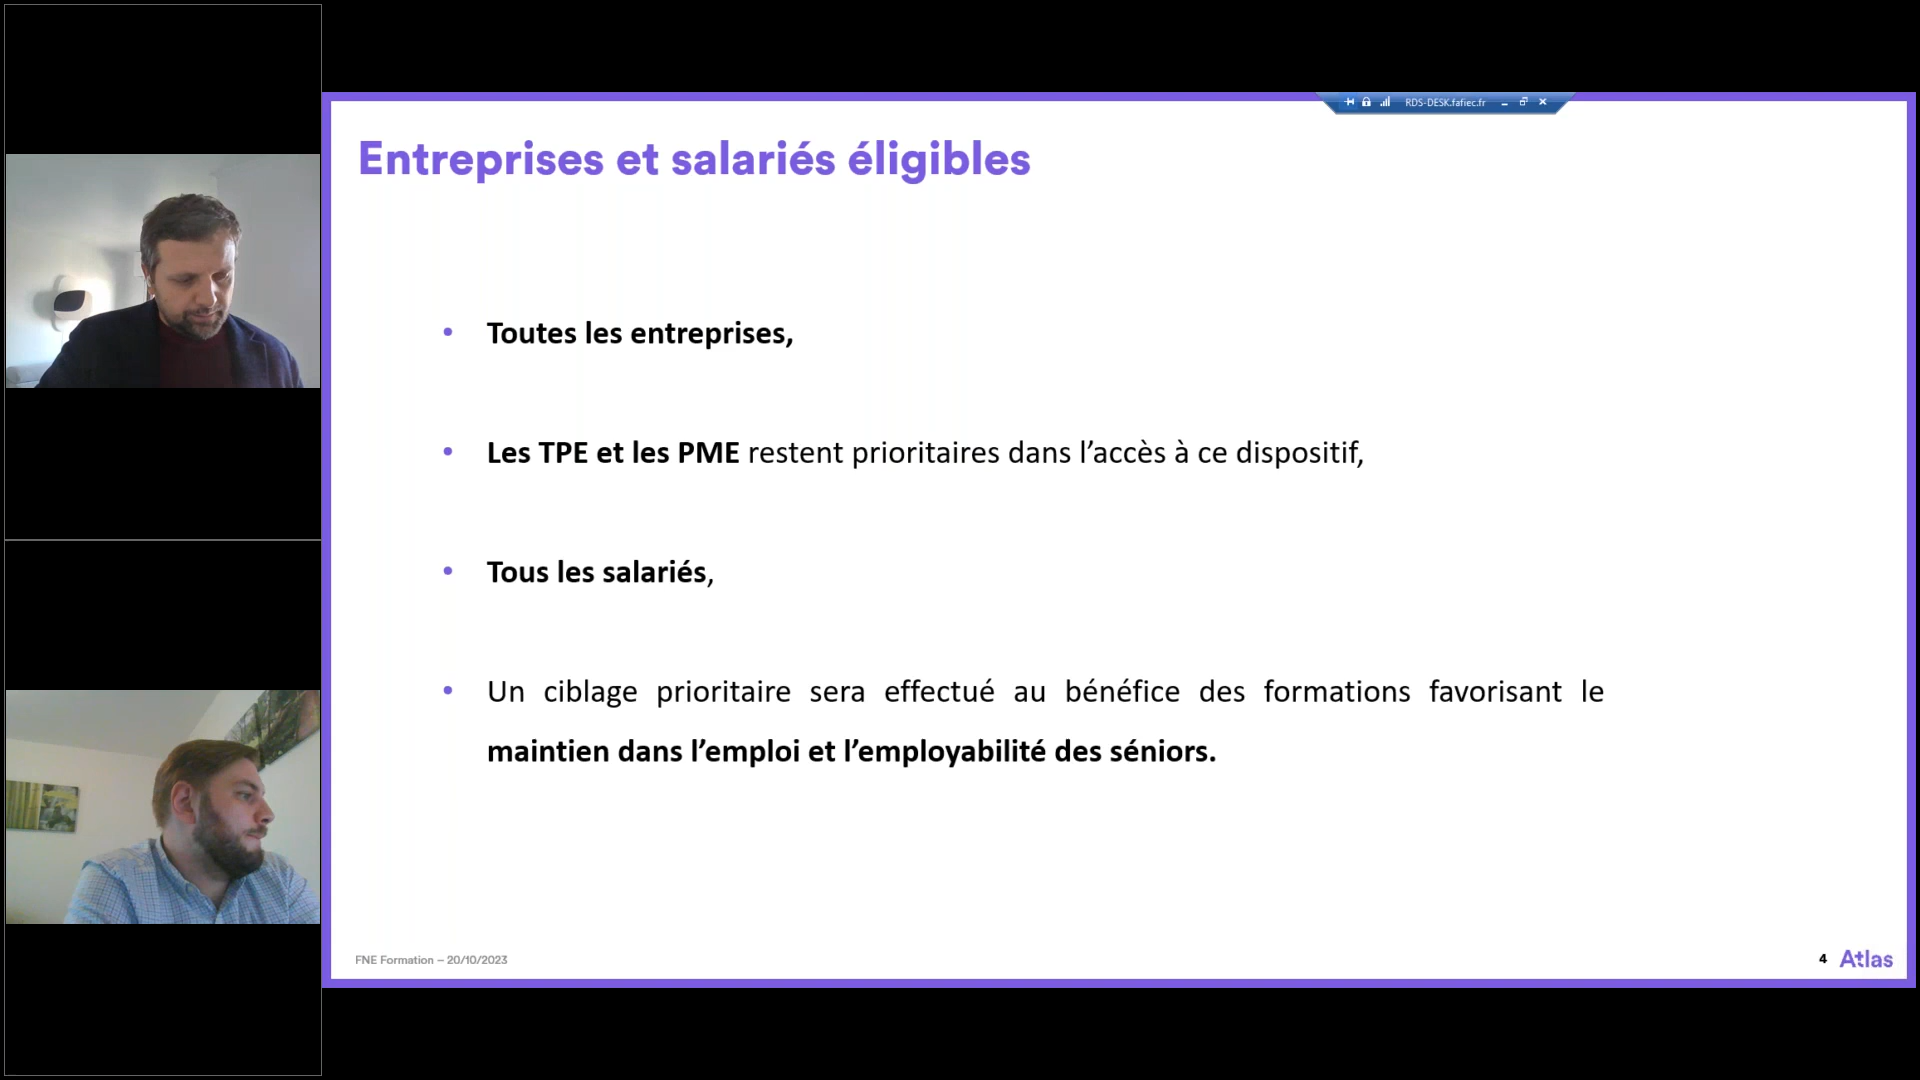 RDS-DESK.fafiec.fr
Entreprises et salariés éligibles
• Toutes les entreprises,
• Les TPE et les PME restent prioritaires dans l’accès à ce dispositif,
• Tous les salariés,
• Un ciblage prioritaire sera effectué au bénéfice des formations favorisant le
maintien dans l’emploi et l’employabilité des séniors.
FNE Formation – 20/10/2023
4 Atlas